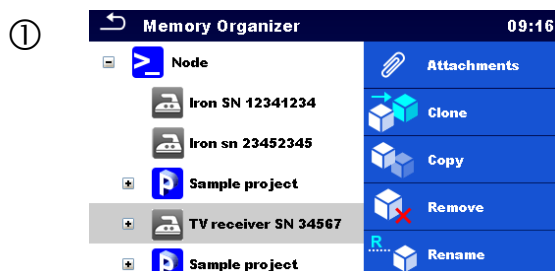 ①
Memory Organizer 09:16
Node
Iron SN 12341234
Iron sn 23452345
Sample project
TV receiver SN 34567
Sample project
Attachments
Clone
Copy
Remove
R
Rename